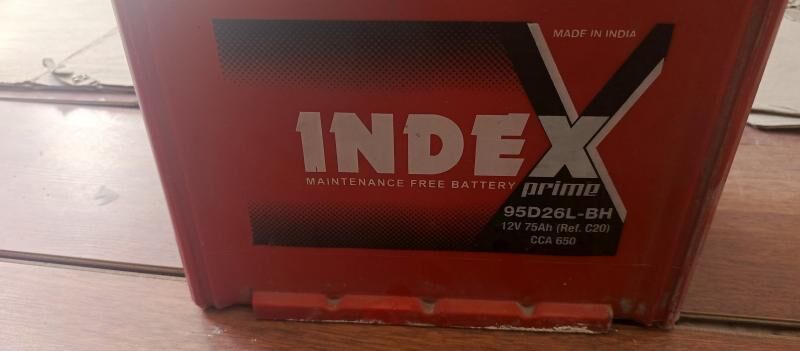 MADE IN INDIA
INDEX
MAINTENANCE FREE BATTERY
prime
95D26L-BH
12V 75Ah (Ref. C20)
CCA 650